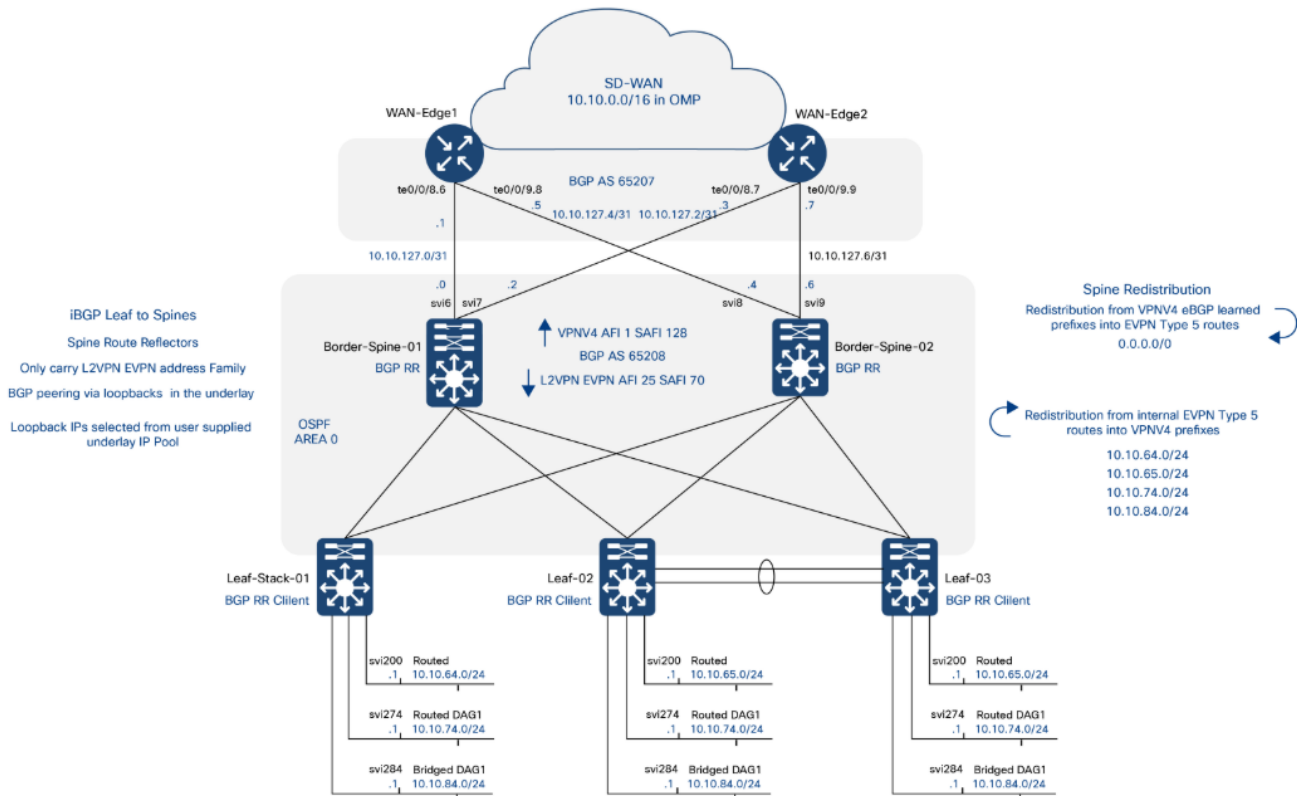 SD-WAN
10.10.0.0/16 in OMP
WAN-Edge1
WAN-Edge2
BGP AS 65207
te0/0/8.6
te0/0/9.8
te0/0/8.7
te0/0/9.9
.1
.5
10.10.127.4/31
10.10.127.2/31
.3
.7
10.10.127.0/31
10.10.127.6/31
.0
.2
.4
.6
svi6
svi7
svi8
svi9
iBGP Leaf to Spines
Spine Route Reflectors
Only carry L2VPN EVPN address Family
BGP peering via loopbacks in the underlay
Loopback IPs selected from user supplied
underlay IP Pool
Border-Spine-01
BGP RR
VPNV4 AFI 1 SAFI 128
BGP AS 65208
L2VPN EVPN AFI 25 SAFI 70
Border-Spine-02
BGP RR
OSPF
AREA 0
Spine Redistribution
Redistribution from VPNV4 eBGP learned
prefixes into EVPN Type 5 routes
0.0.0.0/0
Redistribution from internal EVPN Type 5
routes into VPNV4 prefixes
10.10.64.0/24
10.10.65.0/24
10.10.74.0/24
10.10.84.0/24
Leaf-Stack-01
BGP RR Clilent
Leaf-02
BGP RR Clilent
Leaf-03
BGP RR Clilent
svi200 Routed
.1 10.10.64.0/24
svi274 Routed DAG1
.1 10.10.74.0/24
svi284 Bridged DAG1
.1 10.10.84.0/24
svi200 Routed
.1 10.10.65.0/24
svi274 Routed DAG1
.1 10.10.74.0/24
svi284 Bridged DAG1
.1 10.10.84.0/24
svi200 Routed
.1 10.10.65.0/24
svi274 Routed DAG1
.1 10.10.74.0/24
svi284 Bridged DAG1
.1 10.10.84.0/24